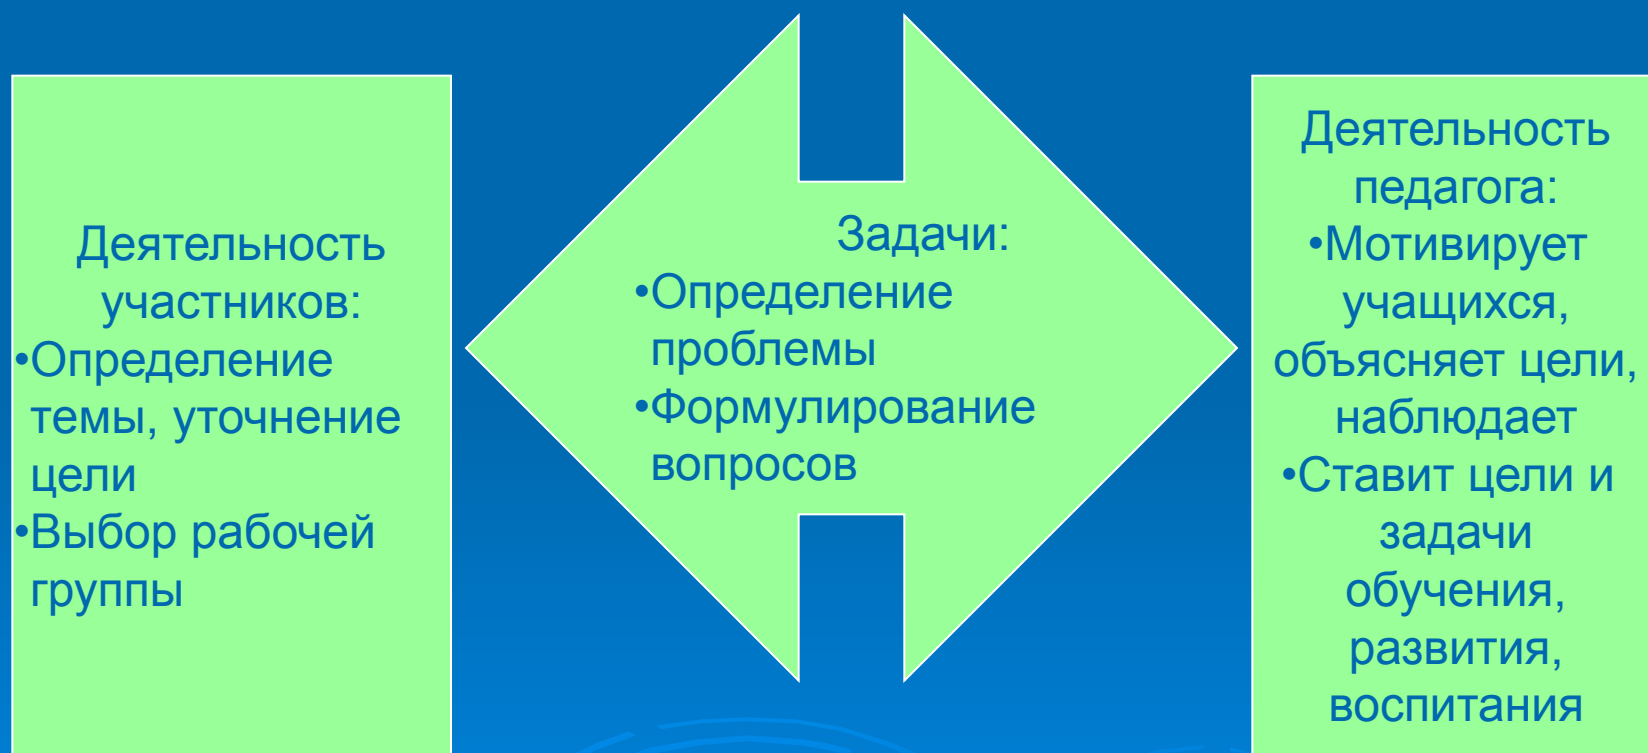 Деятельность
участников:
•Определение
темы, уточнение
цели
•Выбор рабочей
группы
Задачи:
•Определение
проблемы
•Формулирование
вопросов
Деятельность
педагога:
•Мотивирует
учащихся,
объясняет цели,
наблюдает
•Ставит цели и
задачи
обучения,
развития,
воспитания